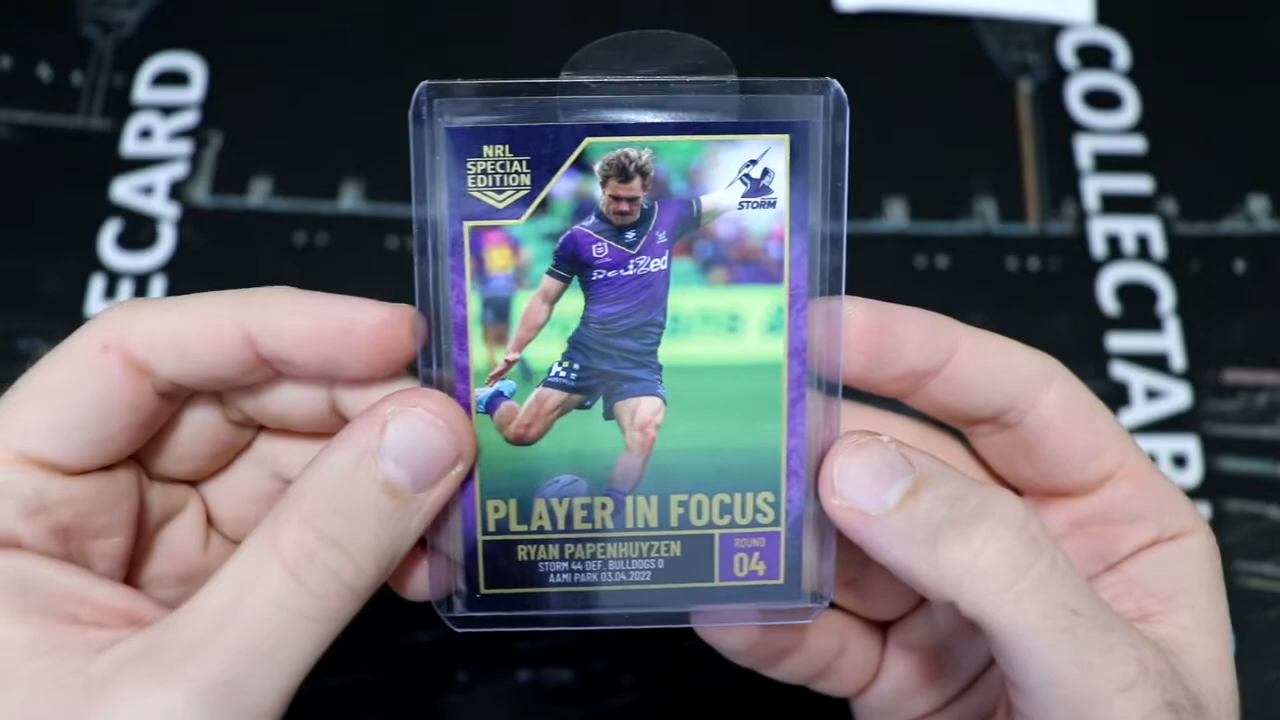 ECARD
COLLECTAB
NRL
SPECIAL
EDITION
STORM
PLAYER IN FOCUS
RYAN PAPENHUYZEN
STORM 44 DEF. BULLDOGS 0
AAMI PARK 03.04.2022
ROUND
04